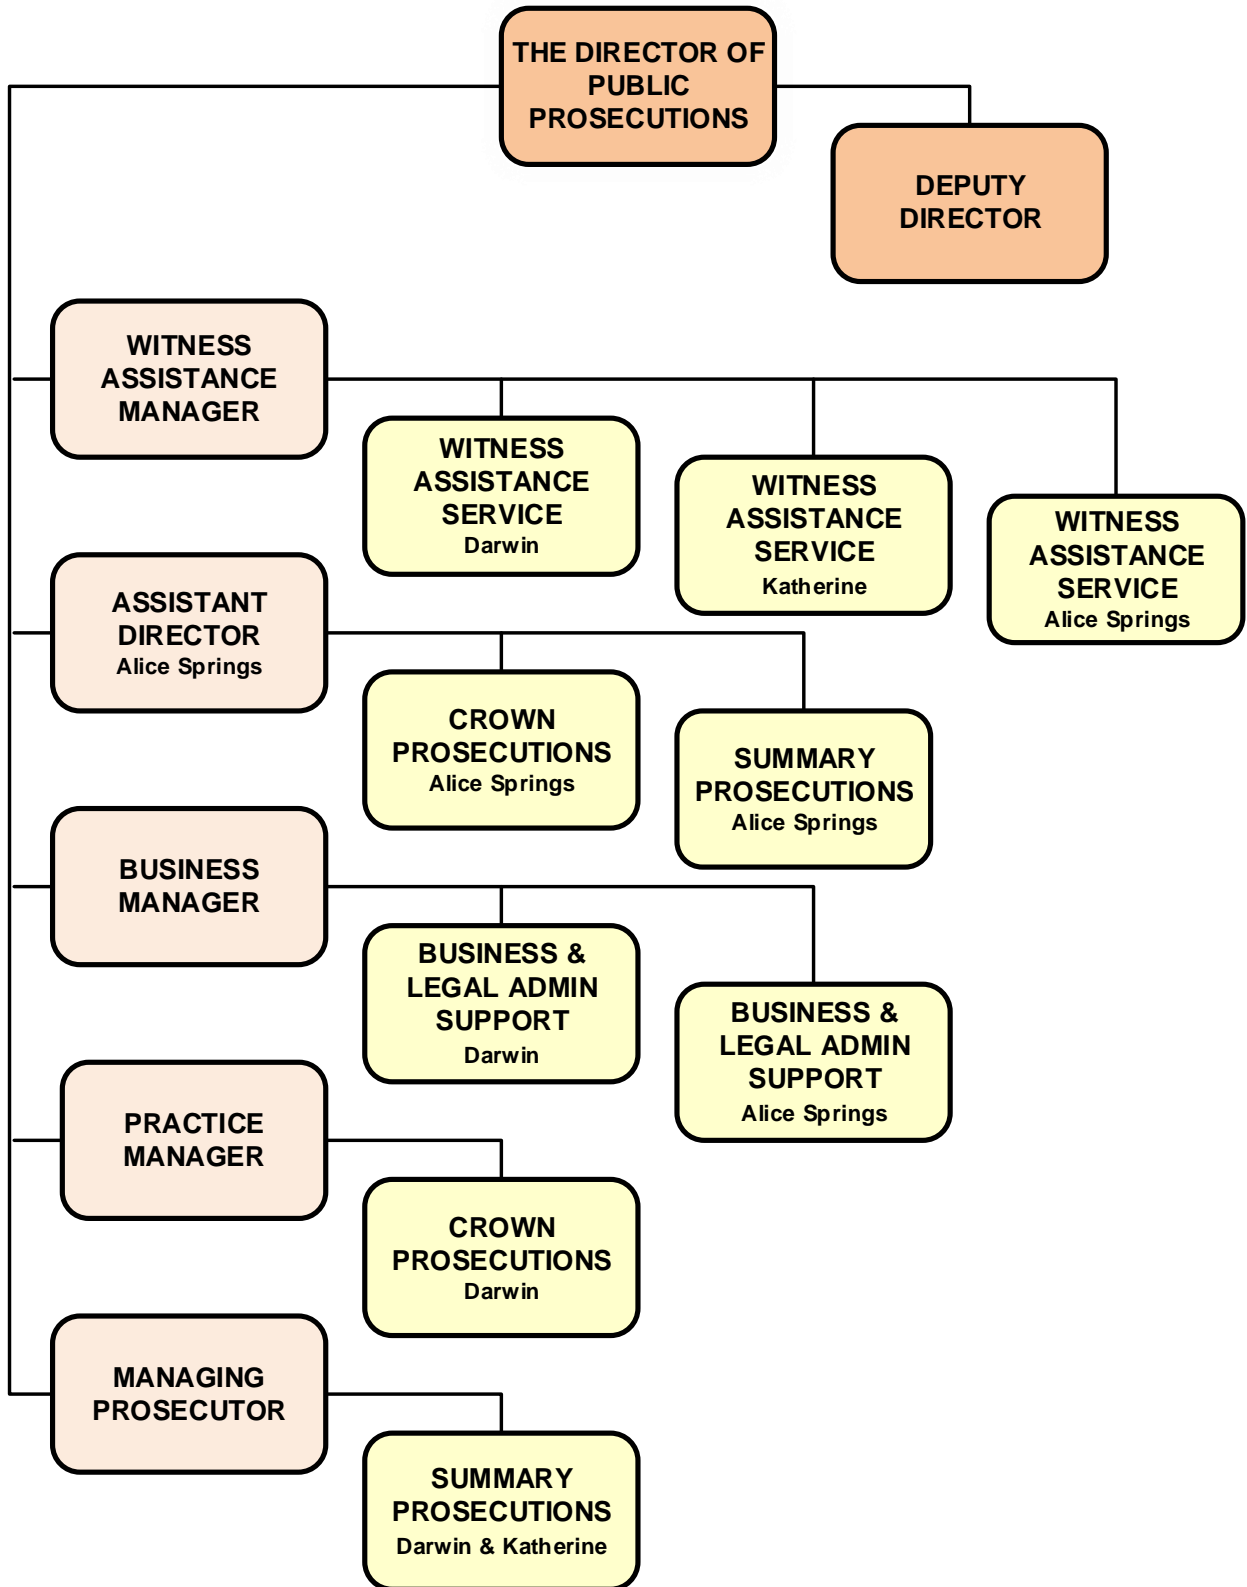 THE DIRECTOR OF
PUBLIC
PROSECUTIONS
DEPUTY
DIRECTOR
WITNESS
ASSISTANCE
MANAGER
WITNESS
ASSISTANCE
SERVICE
Darwin
WITNESS
ASSISTANCE
SERVICE
Katherine
WITNESS
ASSISTANCE
SERVICE
Alice Springs
ASSISTANT
DIRECTOR
Alice Springs
CROWN
PROSECUTIONS
Alice Springs
SUMMARY
PROSECUTIONS
Alice Springs
BUSINESS
MANAGER
BUSINESS &
LEGAL ADMIN
SUPPORT
Darwin
BUSINESS &
LEGAL ADMIN
SUPPORT
Alice Springs
PRACTICE
MANAGER
CROWN
PROSECUTIONS
Darwin
MANAGING
PROSECUTOR
SUMMARY
PROSECUTIONS
Darwin & Katherine